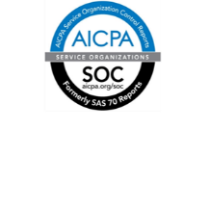 AICPA Service Organization Control Reports
AICPA
SERVICE ORGANIZATIONS
SOC
aicpa.org/soc
Formerly SAS 70 Reports